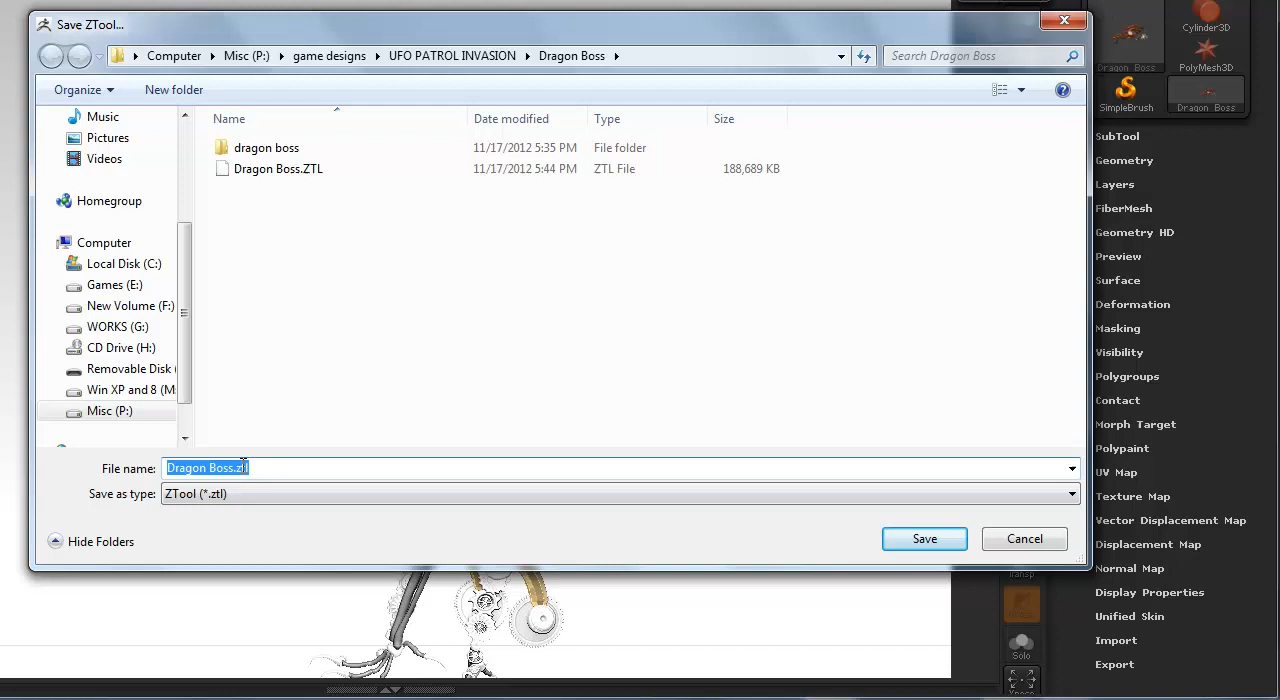 Save ZTool...
Computer Misc (P:) game designs UFO PATROL INVASION Dragon Boss
Search Dragon Boss
Organize New folder
Music
Pictures
Videos
Homegroup
Computer
Local Disk (C:)
Games (E:)
New Volume (F:)
WORKS (G:)
CD Drive (H:)
Removable Disk (
Win XP and 8 (M:
Misc (P:)
Name Date modified Type Size
dragon boss 11/17/2012 5:35 PM File folder
Dragon Boss.ZTL 11/17/2012 5:44 PM ZTL File 188,689 KB
File name: Dragon Boss.ztl
Save as type: ZTool (*.ztl)
Hide Folders
Save
Cancel
Cylinder3D
Dragon Boss
PolyMesh3D
SimpleBrush
Dragon Boss
SubTool
Geometry
Layers
FiberMesh
Geometry HD
Preview
Surface
Deformation
Masking
Visibility
Polygroups
Contact
Morph Target
Polypaint
UV Map
Texture Map
Vector Displacement Map
Displacement Map
Normal Map
Display Properties
Unified Skin
Import
Export
Transp
Solo
Xpose